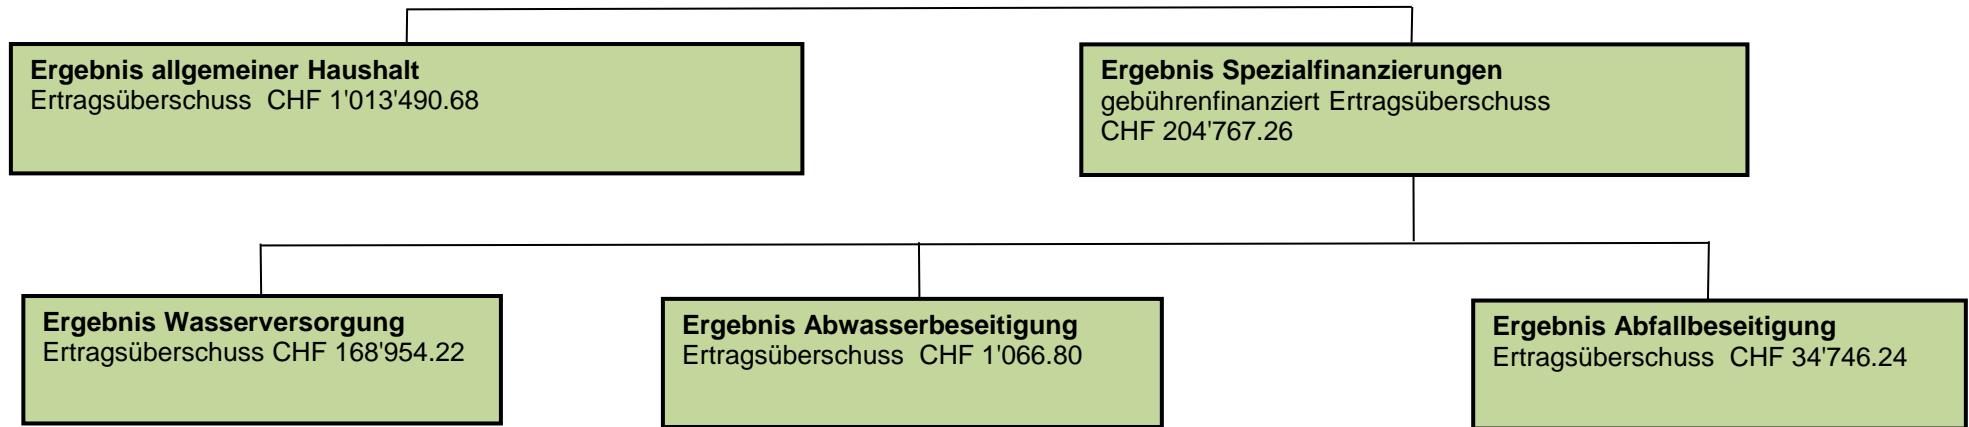 Ergebnis allgemeiner Haushalt
Ertragsüberschuss CHF 1'013'490.68
Ergebnis Spezialfinanzierungen
gebührenfinanziert Ertragsüberschuss
CHF 204'767.26
Ergebnis Wasserversorgung
Ertragsüberschuss CHF 168'954.22
Ergebnis Abwasserbeseitigung
Ertragsüberschuss CHF 1'066.80
Ergebnis Abfallbeseitigung
Ertragsüberschuss CHF 34'746.24